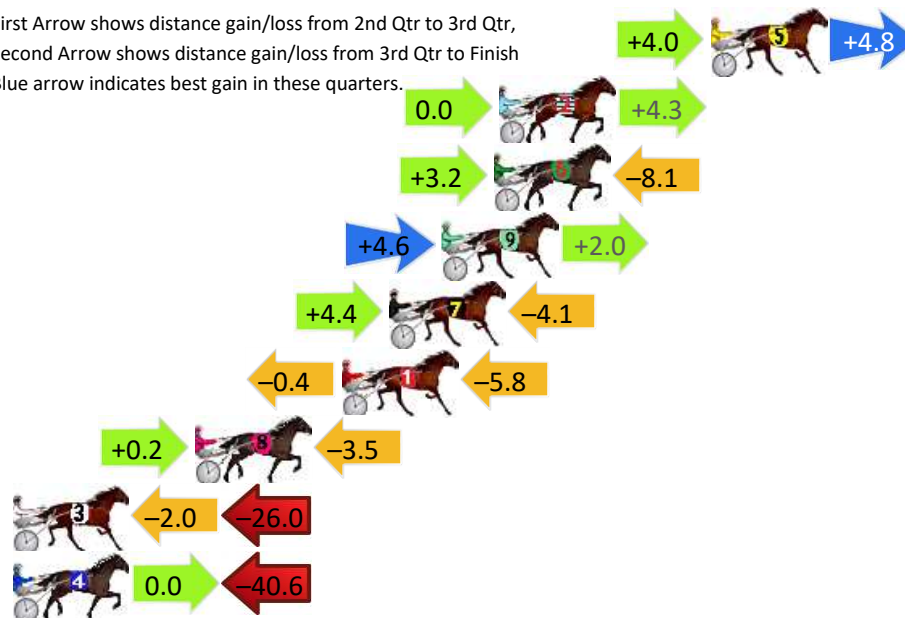 irst Arrow shows distance gain/loss from 2nd Qtr to 3rd Qtr,
econd Arrow shows distance gain/loss from 3rd Qtr to Finish
Blue arrow indicates best gain in these quarters.
+4.0 5 +4.8
0.0 2 +4.3
+3.2 6 −8.1
+4.6 9 +2.0
+4.4 7 −4.1
−0.4 1 −5.8
+0.2 8 −3.5
3 −2.0 −26.0
4 0.0 −40.6